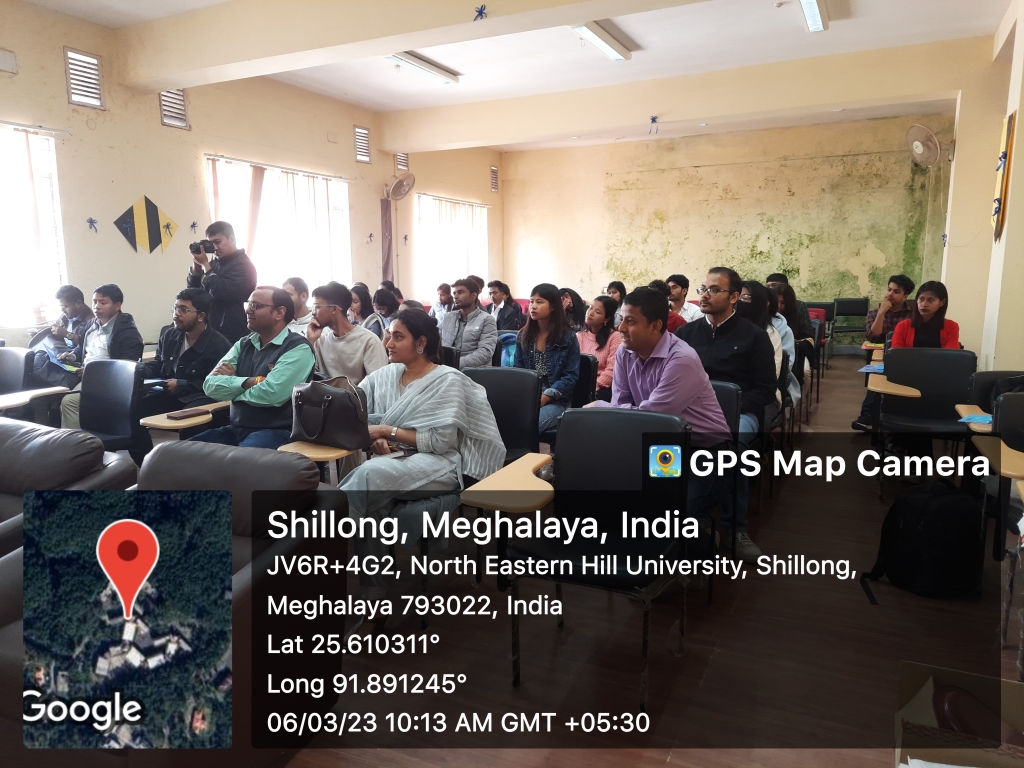 GPS Map Camera
Shillong, Meghalaya, India
JV6R+4G2, North Eastern Hill University, Shillong,
Meghalaya 793022, India
Lat 25.610311°
Long 91.891245°
06/03/23 10:13 AM GMT +05:30
Google